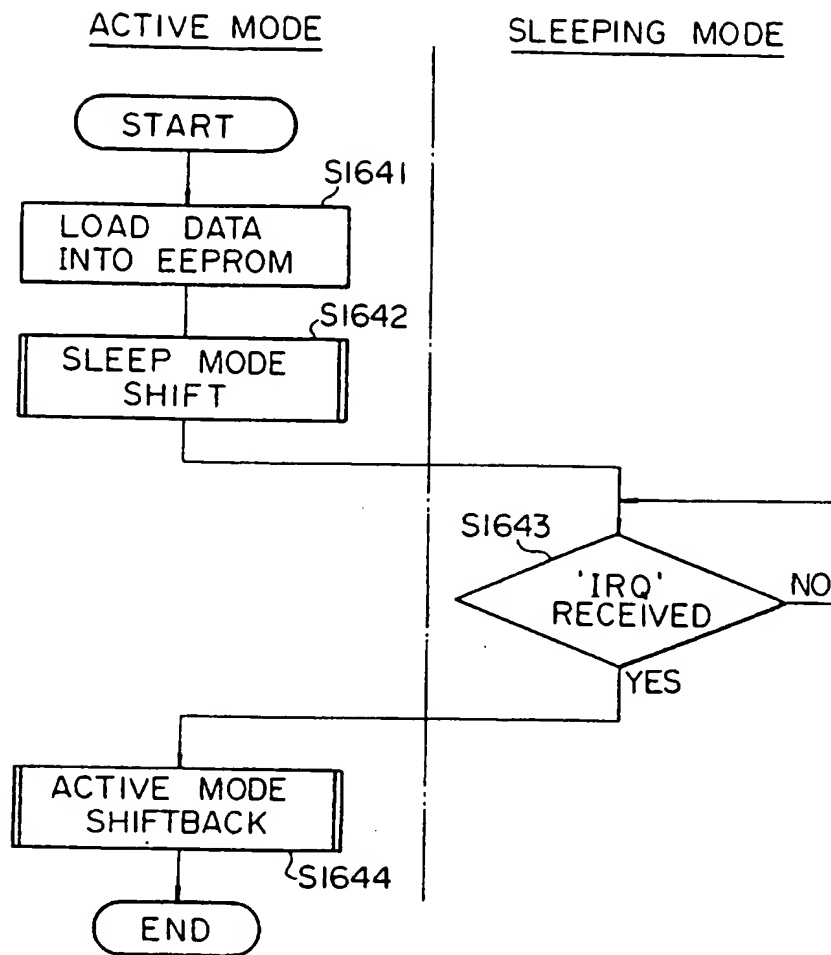 ACTIVE MODE
SLEEPING MODE
START
S1641
LOAD DATA
INTO EEPROM
S1642
SLEEP MODE
SHIFT
S1643
'IRQ'
RECEIVED
NO
YES
ACTIVE MODE
SHIFTBACK
S1644
END